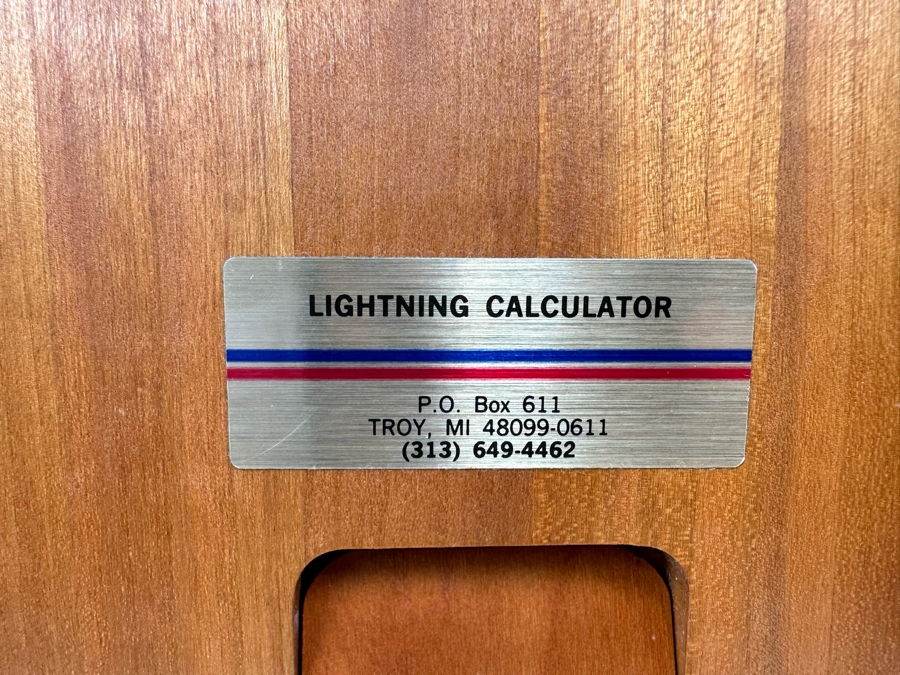 LIGHTNING CALCULATOR
P.O. Box 611
TROY, MI 48099-0611
(313) 649-4462